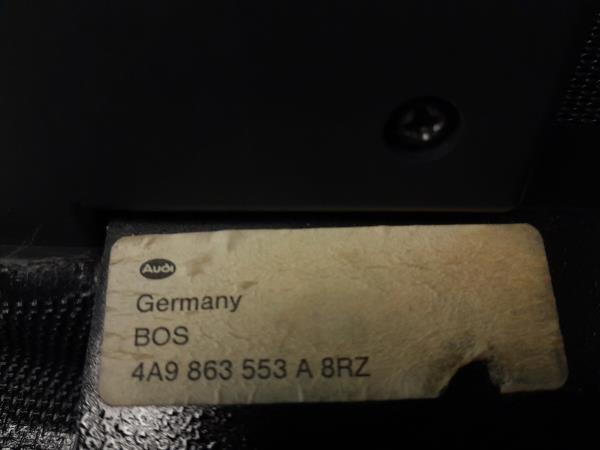 Audi
Germany
BOS
4A9 863 553 A 8RZ